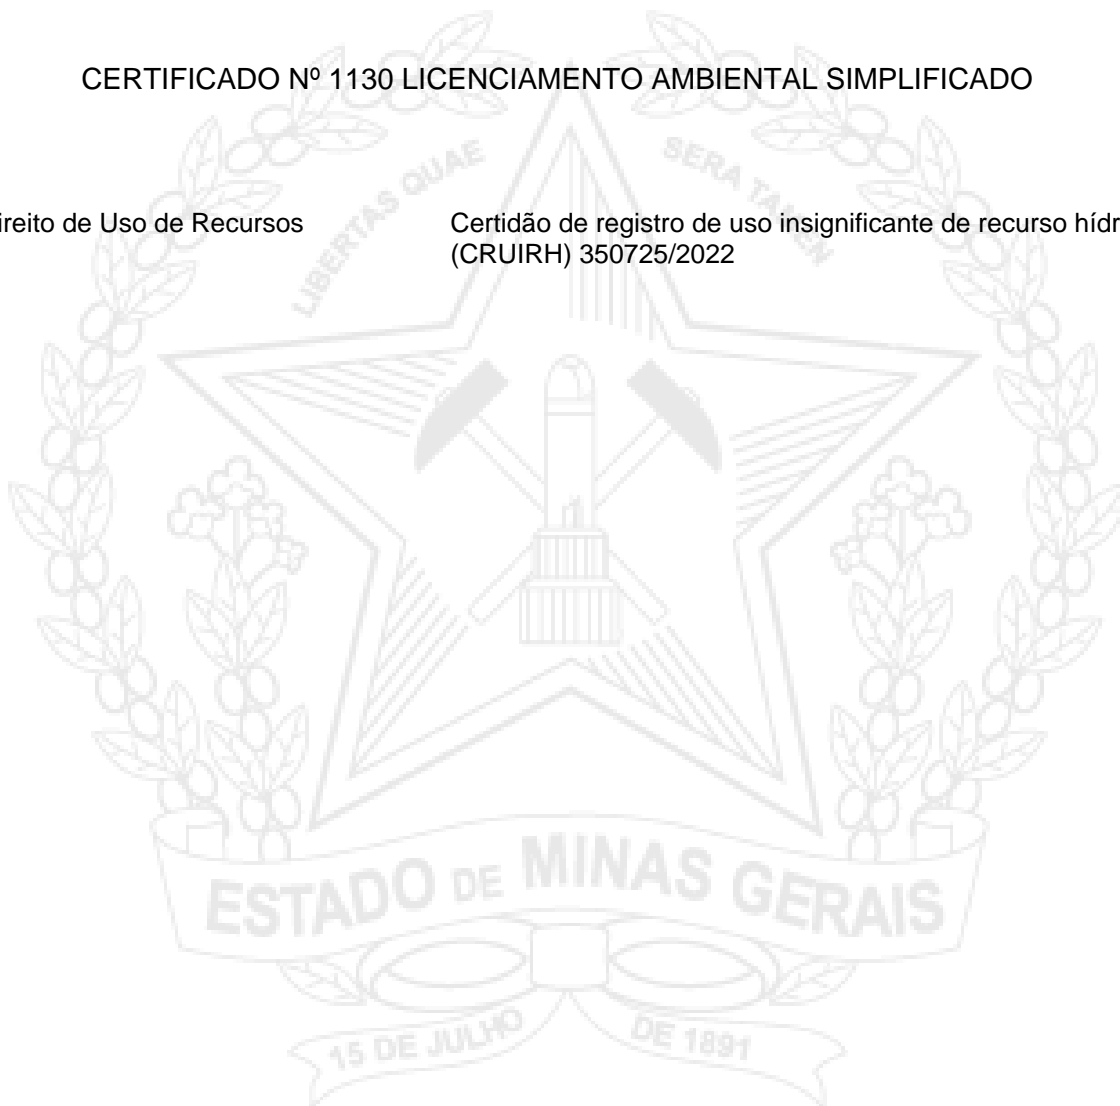 CERTIFICADO Nº 1130 LICENCIAMENTO AMBIENTAL SIMPLIFICADO
LIBERTAS QUAE SERA TAMEN
ireito de Uso de Recursos
Certidão de registro de uso insignificante de recurso hídr
(CRUIRH) 350725/2022
ESTADO DE MINAS GERAIS
15 DE JULHO DE 1891